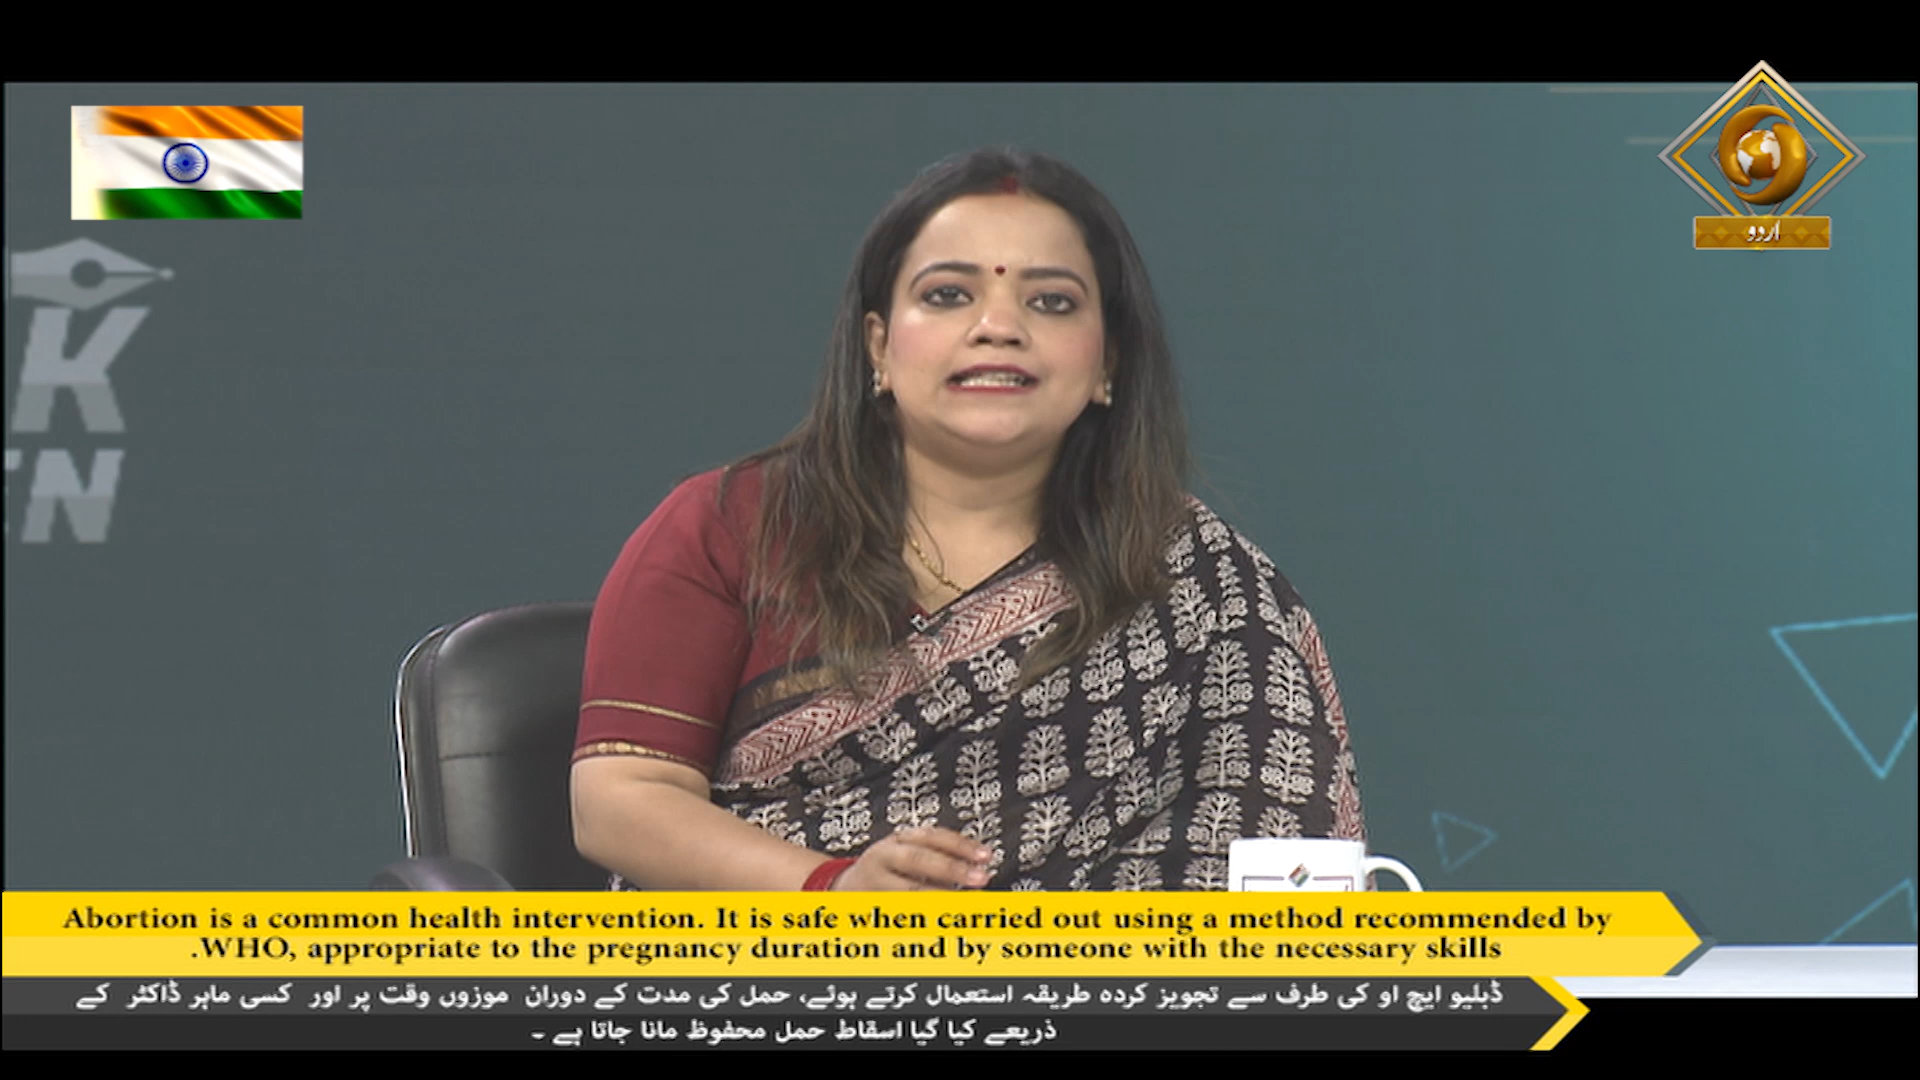 اردو
K
EN
Abortion is a common health intervention. It is safe when carried out using a method recommended by
.WHO, appropriate to the pregnancy duration and by someone with the necessary skills
ڈبلیو ایچ او کی طرف سے تجویز کردہ طریقہ استعمال کرتے ہوئے، حمل کی مدت کے دوران موزوں وقت پر اور کسی ماہر ڈاکٹر کے
ذریعے کیا گیا اسقاط حمل محفوظ مانا جاتا ہے ۔